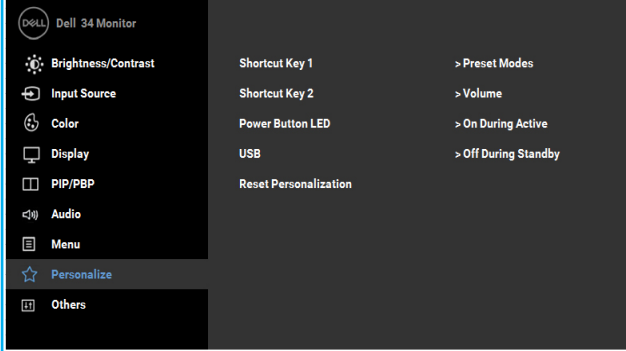 DELL Dell 34 Monitor
Brightness/Contrast Shortcut Key 1 > Preset Modes
Input Source Shortcut Key 2 > Volume
Color Power Button LED > On During Active
Display USB > Off During Standby
PIP/PBP Reset Personalization
Audio
Menu
Personalize
Others